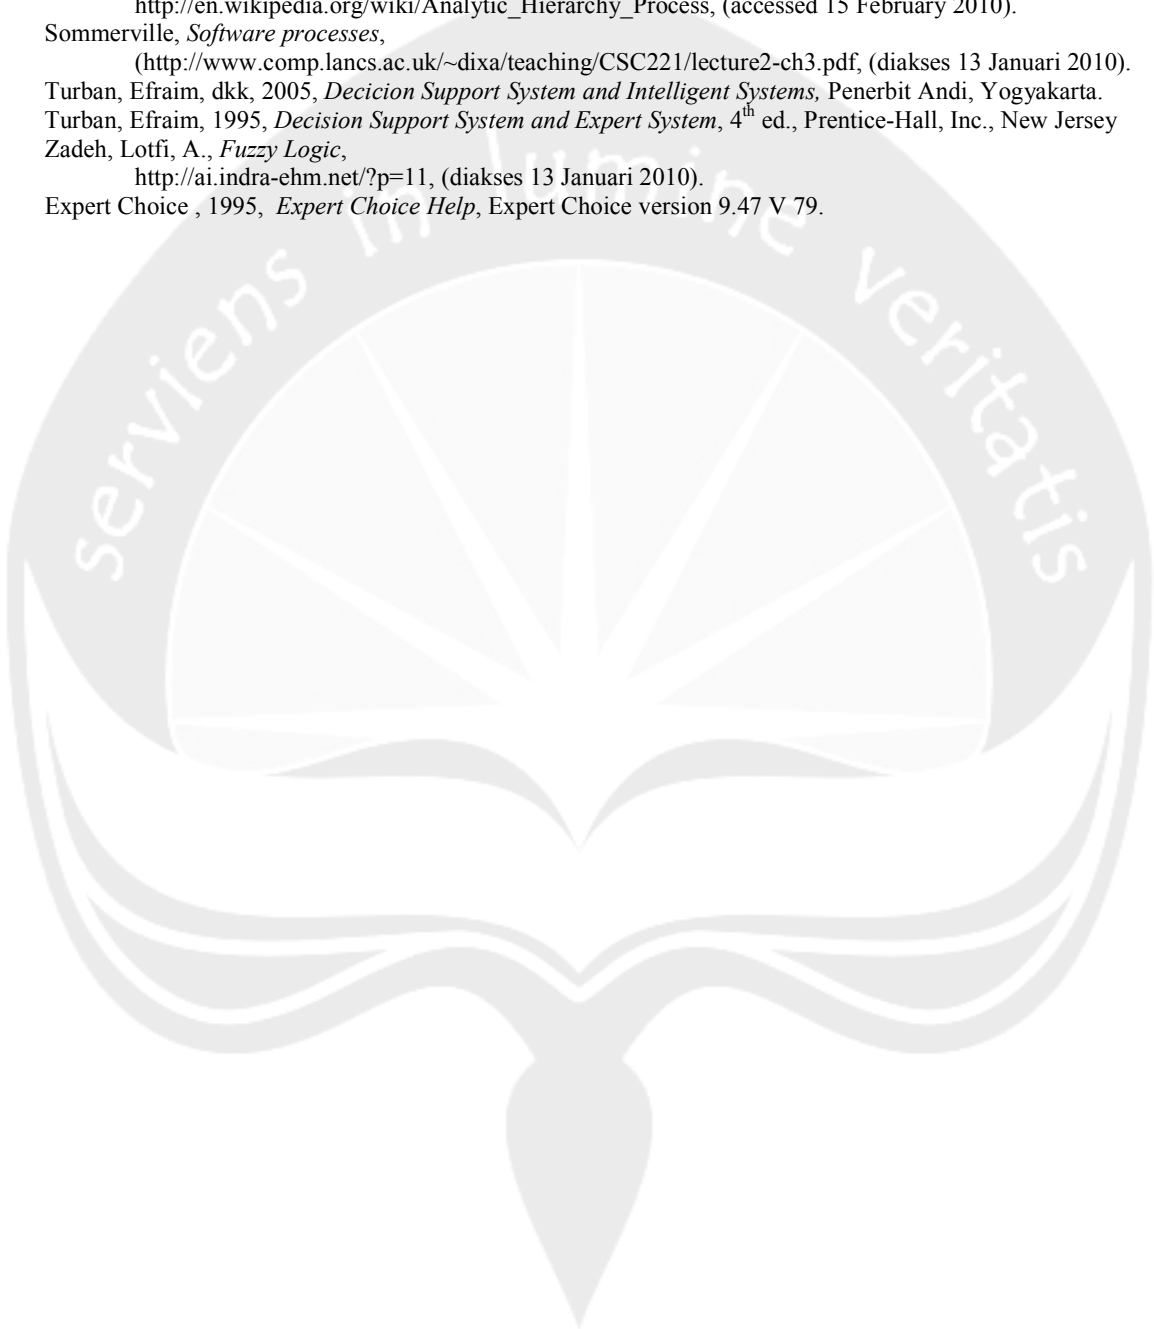 http://en.wikipedia.org/wiki/Analytic_Hierarchy_Process, (accessed 15 February 2010).
Sommerville, Software processes,
(http://www.comp.lancs.ac.uk/~dixa/teaching/CSC221/lecture2-ch3.pdf, (diakses 13 Januari 2010).
Turban, Efraim, dkk, 2005, Decicion Support System and Intelligent Systems, Penerbit Andi, Yogyakarta.
Turban, Efraim, 1995, Decision Support System and Expert System, 4th ed., Prentice-Hall, Inc., New Jersey
Zadeh, Lotfi, A., Fuzzy Logic,
http://ai.indra-ehm.net/?p=11, (diakses 13 Januari 2010).
Expert Choice , 1995, Expert Choice Help, Expert Choice version 9.47 V 79.
serviens in lumine veritatis